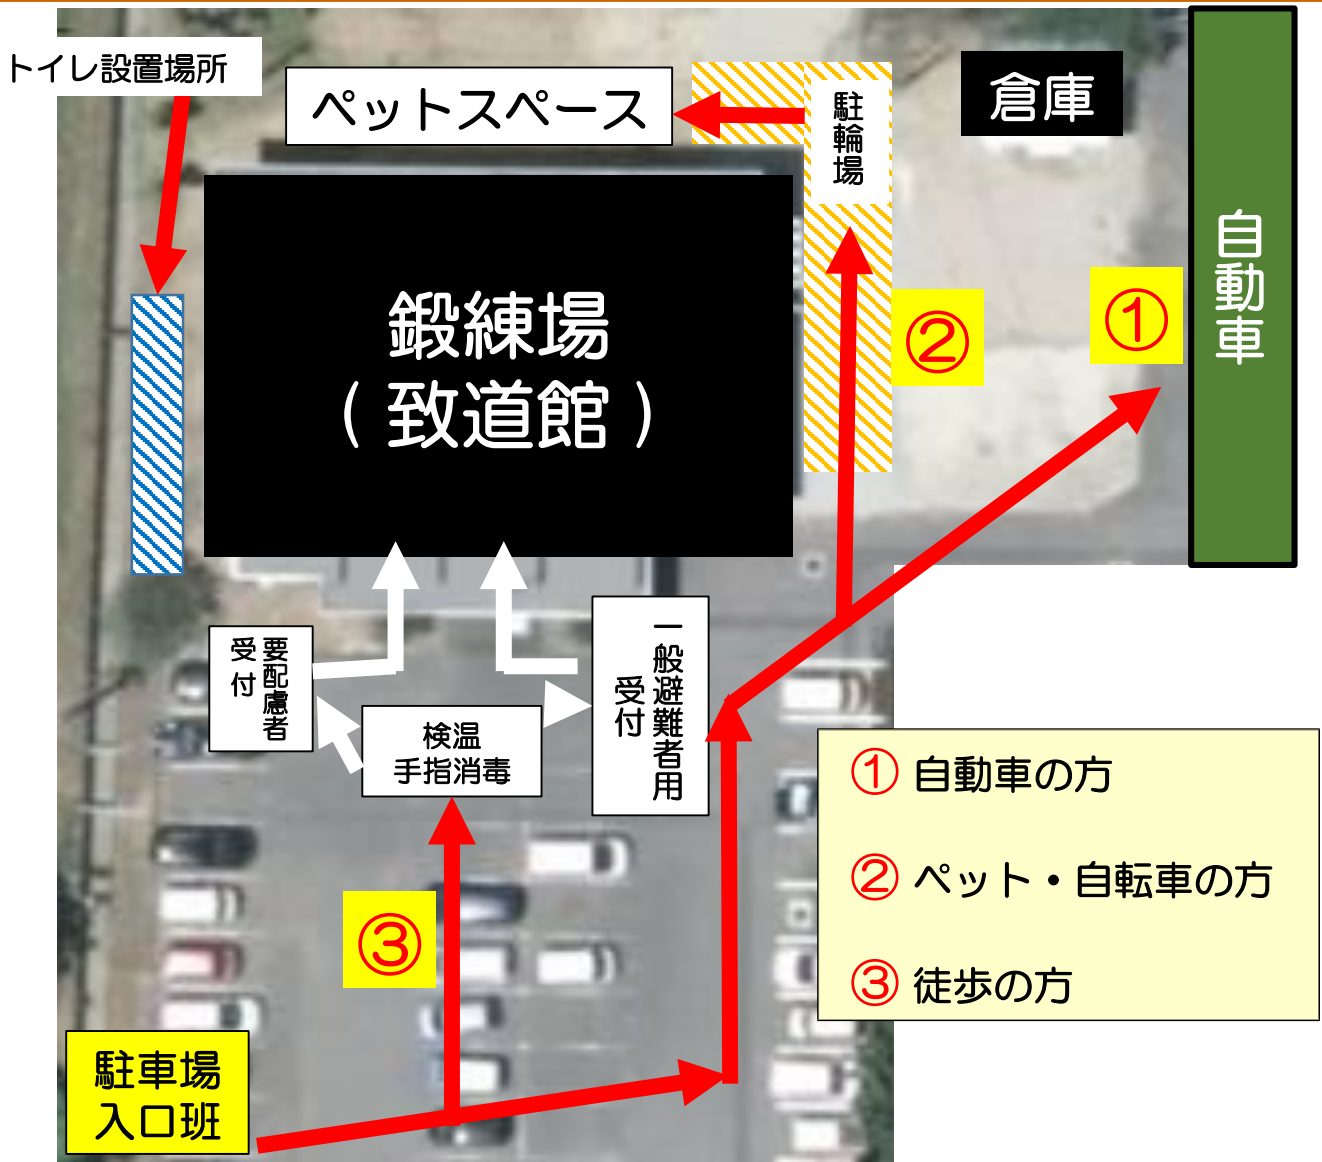 トイレ設置場所
ペットスペース
駐輪場
倉庫
自動車
鍛練場
(致道館)
①
②
要配慮者
受付
一般避難者用
受付
検温
手指消毒
③
① 自動車の方
② ペット・自転車の方
③ 徒歩の方
駐車場
入口班